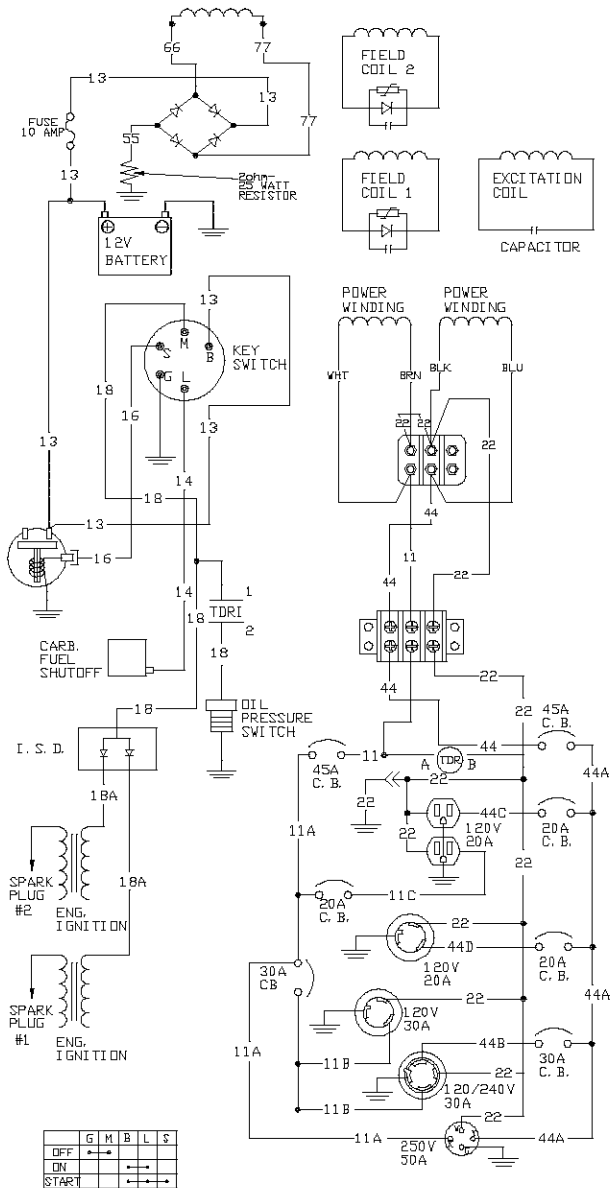 66
77
13
13
77
FUSE
10 AMP
55
13
2ohm-
25 WATT
RESISTOR
12V
BATTERY
FIELD
COIL 2
FIELD
COIL 1
EXCITATION
COIL
CAPACITOR
13
M
S
B
G
L
KEY
SWITCH
18
16
13
13
14
18
13
16
POWER
WINDING
POWER
WINDING
WHT
BRN
BLK
BLU
22
22
22
44
11
44
22
14
18
1
TDRI
2
18
CARB.
FUEL
SHUTOFF
OIL
PRESSURE
SWITCH
18
I. S. D.
18A
18A
SPARK
PLUG
#2
ENG.
IGNITION
SPARK
PLUG
#1
ENG.
IGNITION
44
22
22
45A
C. B.
44
11
A
TDR
B
45A
C. B.
22
44A
22
11A
22
44C
120V
20A
20A
C. B.
22
11C
20A
C. B.
22
44D
120V
20A
20A
C. B.
30A
CB
22
120V
30A
44A
11A
11B
44B
22
30A
C. B.
120/240V
30A
11B
22
11A
44A
250V
50A
G M B L S
OFF
ON
START